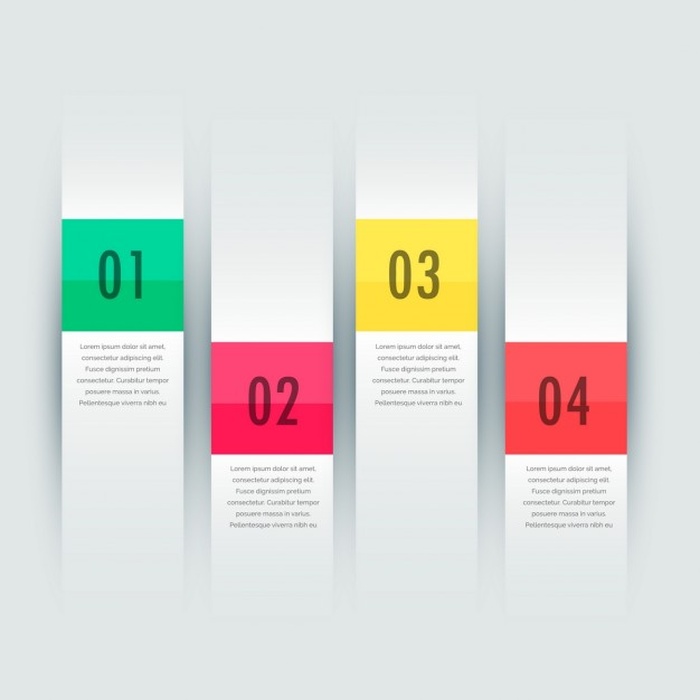 01
Lorem ipsum dolor sit amet,
consectetur adipiscing elit.
Fusce dignissim pretium
consectetur. Curabitur tempor
posuere massa in varius.
Pellentesque viverra nibh eu
02
Lorem ipsum dolor sit amet,
consectetur adipiscing elit.
Fusce dignissim pretium
consectetur. Curabitur tempor
posuere massa in varius.
Pellentesque viverra nibh eu
03
Lorem ipsum dolor sit amet,
consectetur adipiscing elit.
Fusce dignissim pretium
consectetur. Curabitur tempor
posuere massa in varius.
Pellentesque viverra nibh eu
04
Lorem ipsum dolor sit amet,
consectetur adipiscing elit.
Fusce dignissim pretium
consectetur. Curabitur tempor
posuere massa in varius.
Pellentesque viverra nibh eu